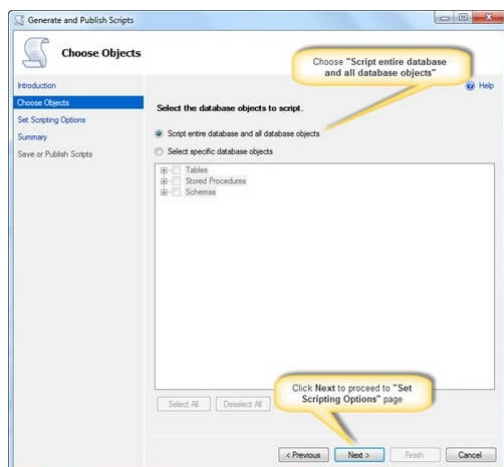 Generate and Publish Scripts
Choose Objects
Choose "Script entire database
and all database objects"
Help
Introduction
Choose Objects
Set Scripting Options
Summary
Save or Publish Scripts
Select the database objects to script.
Script entire database and all database objects
Select specific database objects
Tables
Stored Procedures
Schemas
Click Next to proceed to "Set
Scripting Options" page
Select All
Deselect All
< Previous
Next >
Finish
Cancel